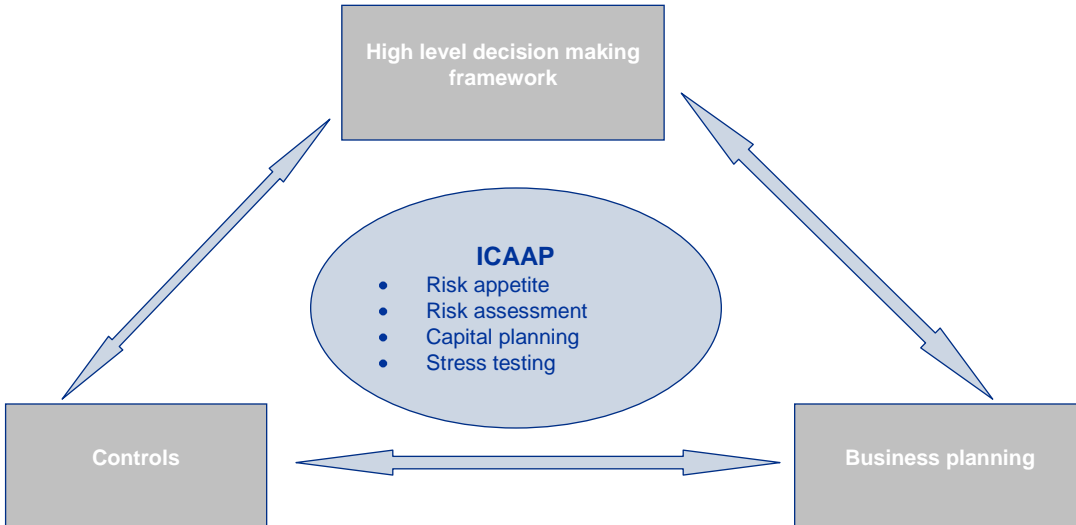 High level decision making
framework
ICAAP
• Risk appetite
• Risk assessment
• Capital planning
• Stress testing
Controls
Business planning